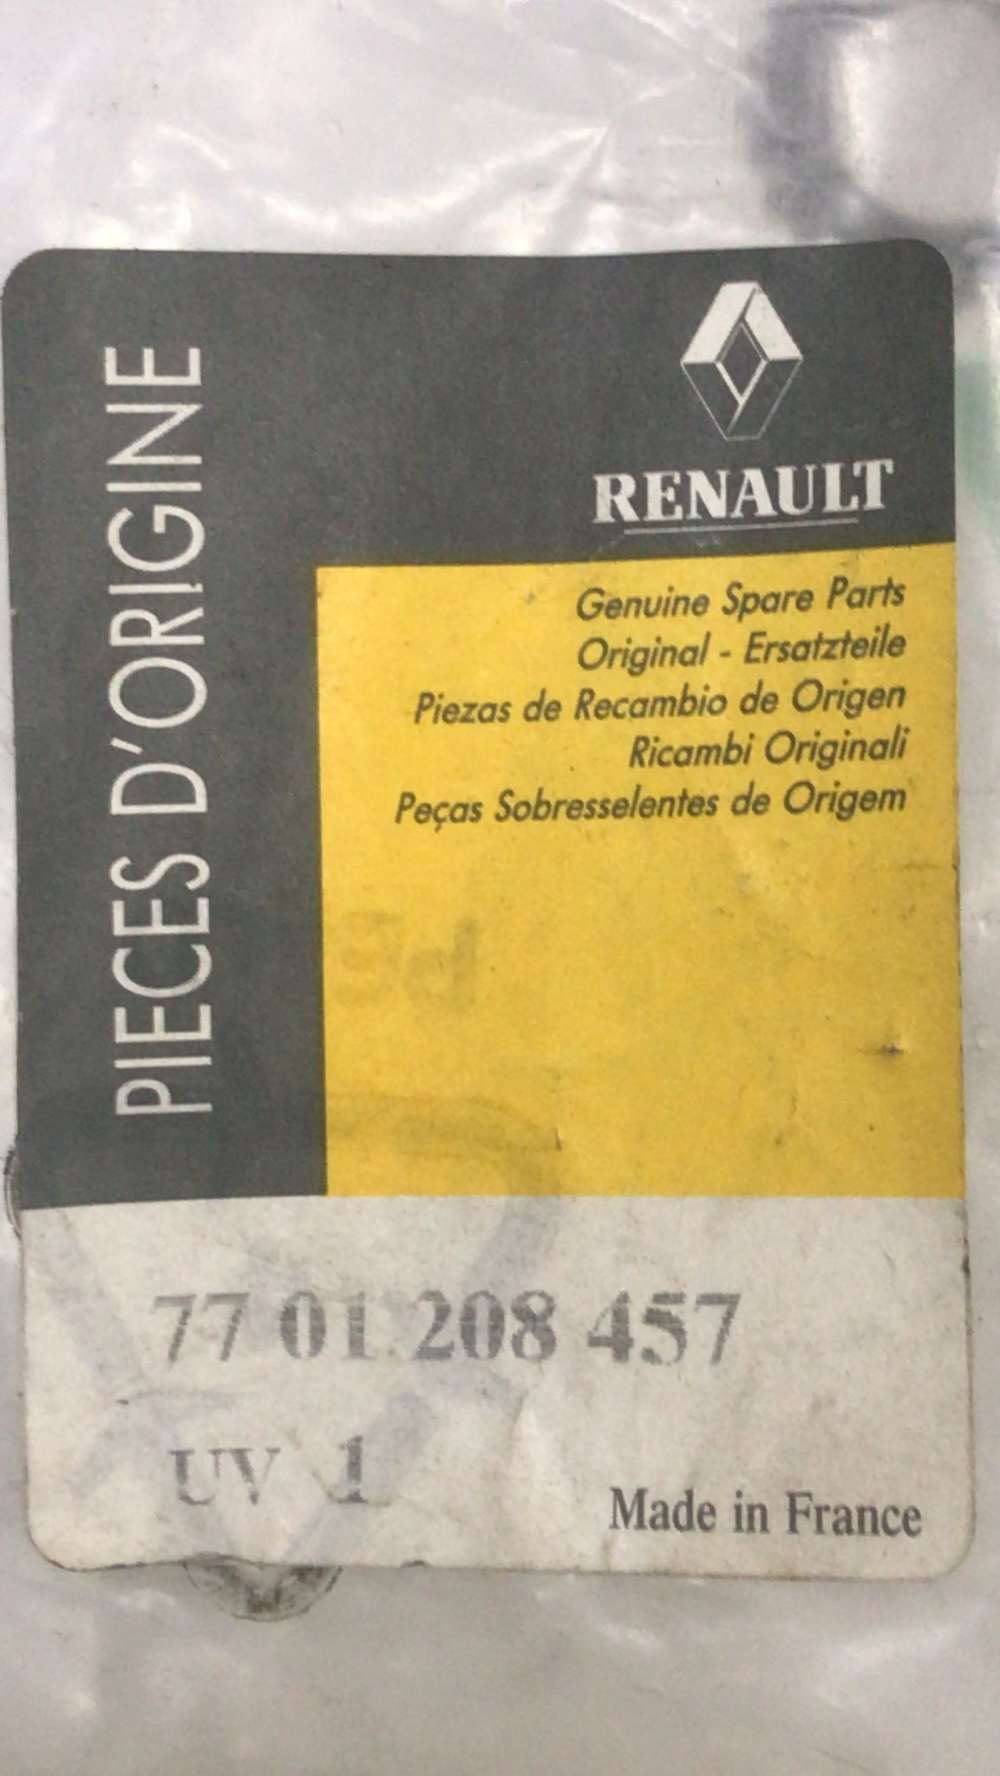 PIECES D'ORIGINE
RENAULT
Genuine Spare Parts
Original - Ersatzteile
Piezas de Recambio de Origen
Ricambi Originali
Peças Sobresselentes de Origem
77 01 208 457
UV 1
Made in France